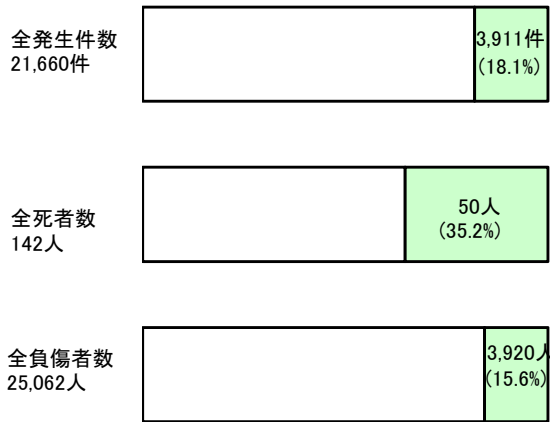 全発生件数
21,660件
3,911件
(18.1%)
全死者数
142人
50人
(35.2%)
全負傷者数
25,062人
3,920人
(15.6%)